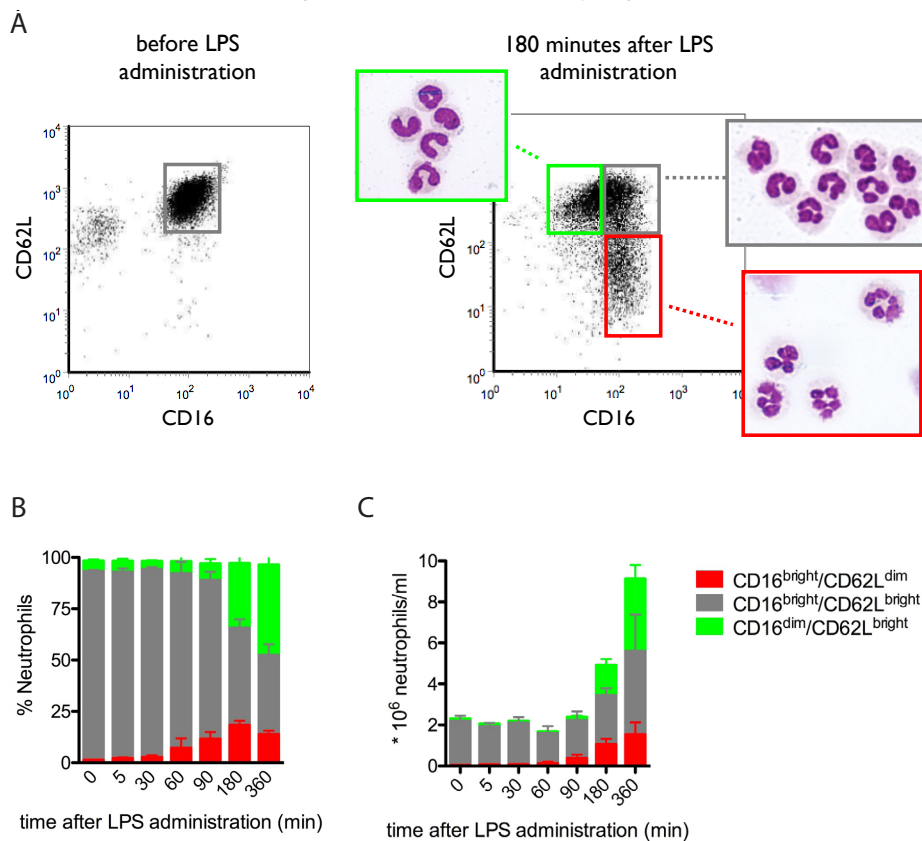 A
before LPS
administration
180 minutes after LPS
administration
CD62L
10⁴
10³
10²
10¹
10⁰
10⁰ 10¹ 10² 10³ 10⁴
CD16
CD62L
10²
10¹
10⁰
10⁰ 10¹ 10² 10³
CD16
B
% Neutrophils
100
75
50
25
0
0 5 30 60 90 180 360
time after LPS administration (min)
C
* 10⁶ neutrophils/ml
10
8
6
4
2
0
0 5 30 60 90 180 360
time after LPS administration (min)
CD16ᵇʳⁱᵍʰᵗ/CD62Lᵈⁱᵐ
CD16ᵇʳⁱᵍʰᵗ/CD62Lᵇʳⁱᵍʰᵗ
CD16ᵈⁱᵐ/CD62Lᵇʳⁱᵍʰᵗ